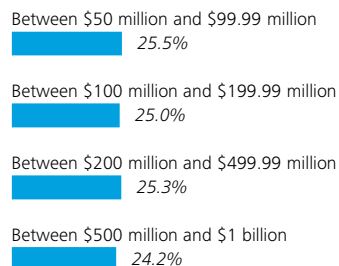 Between $50 million and $99.99 million
25.5%
Between $100 million and $199.99 million
25.0%
Between $200 million and $499.99 million
25.3%
Between $500 million and $1 billion
24.2%